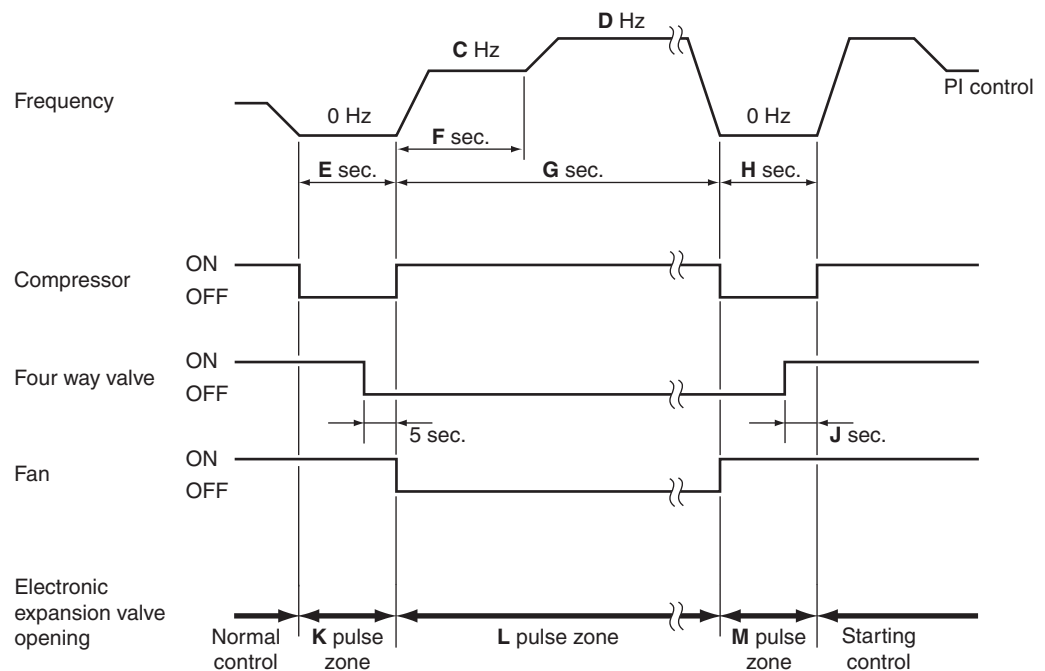 D Hz
C Hz
Frequency
0 Hz
0 Hz
PI control
F sec.
E sec.
G sec.
H sec.
Compressor
ON
OFF
Four way valve
ON
OFF
5 sec.
J sec.
Fan
ON
OFF
Electronic
expansion valve
opening
Normal
control
K pulse
zone
L pulse zone
M pulse
zone
Starting
control